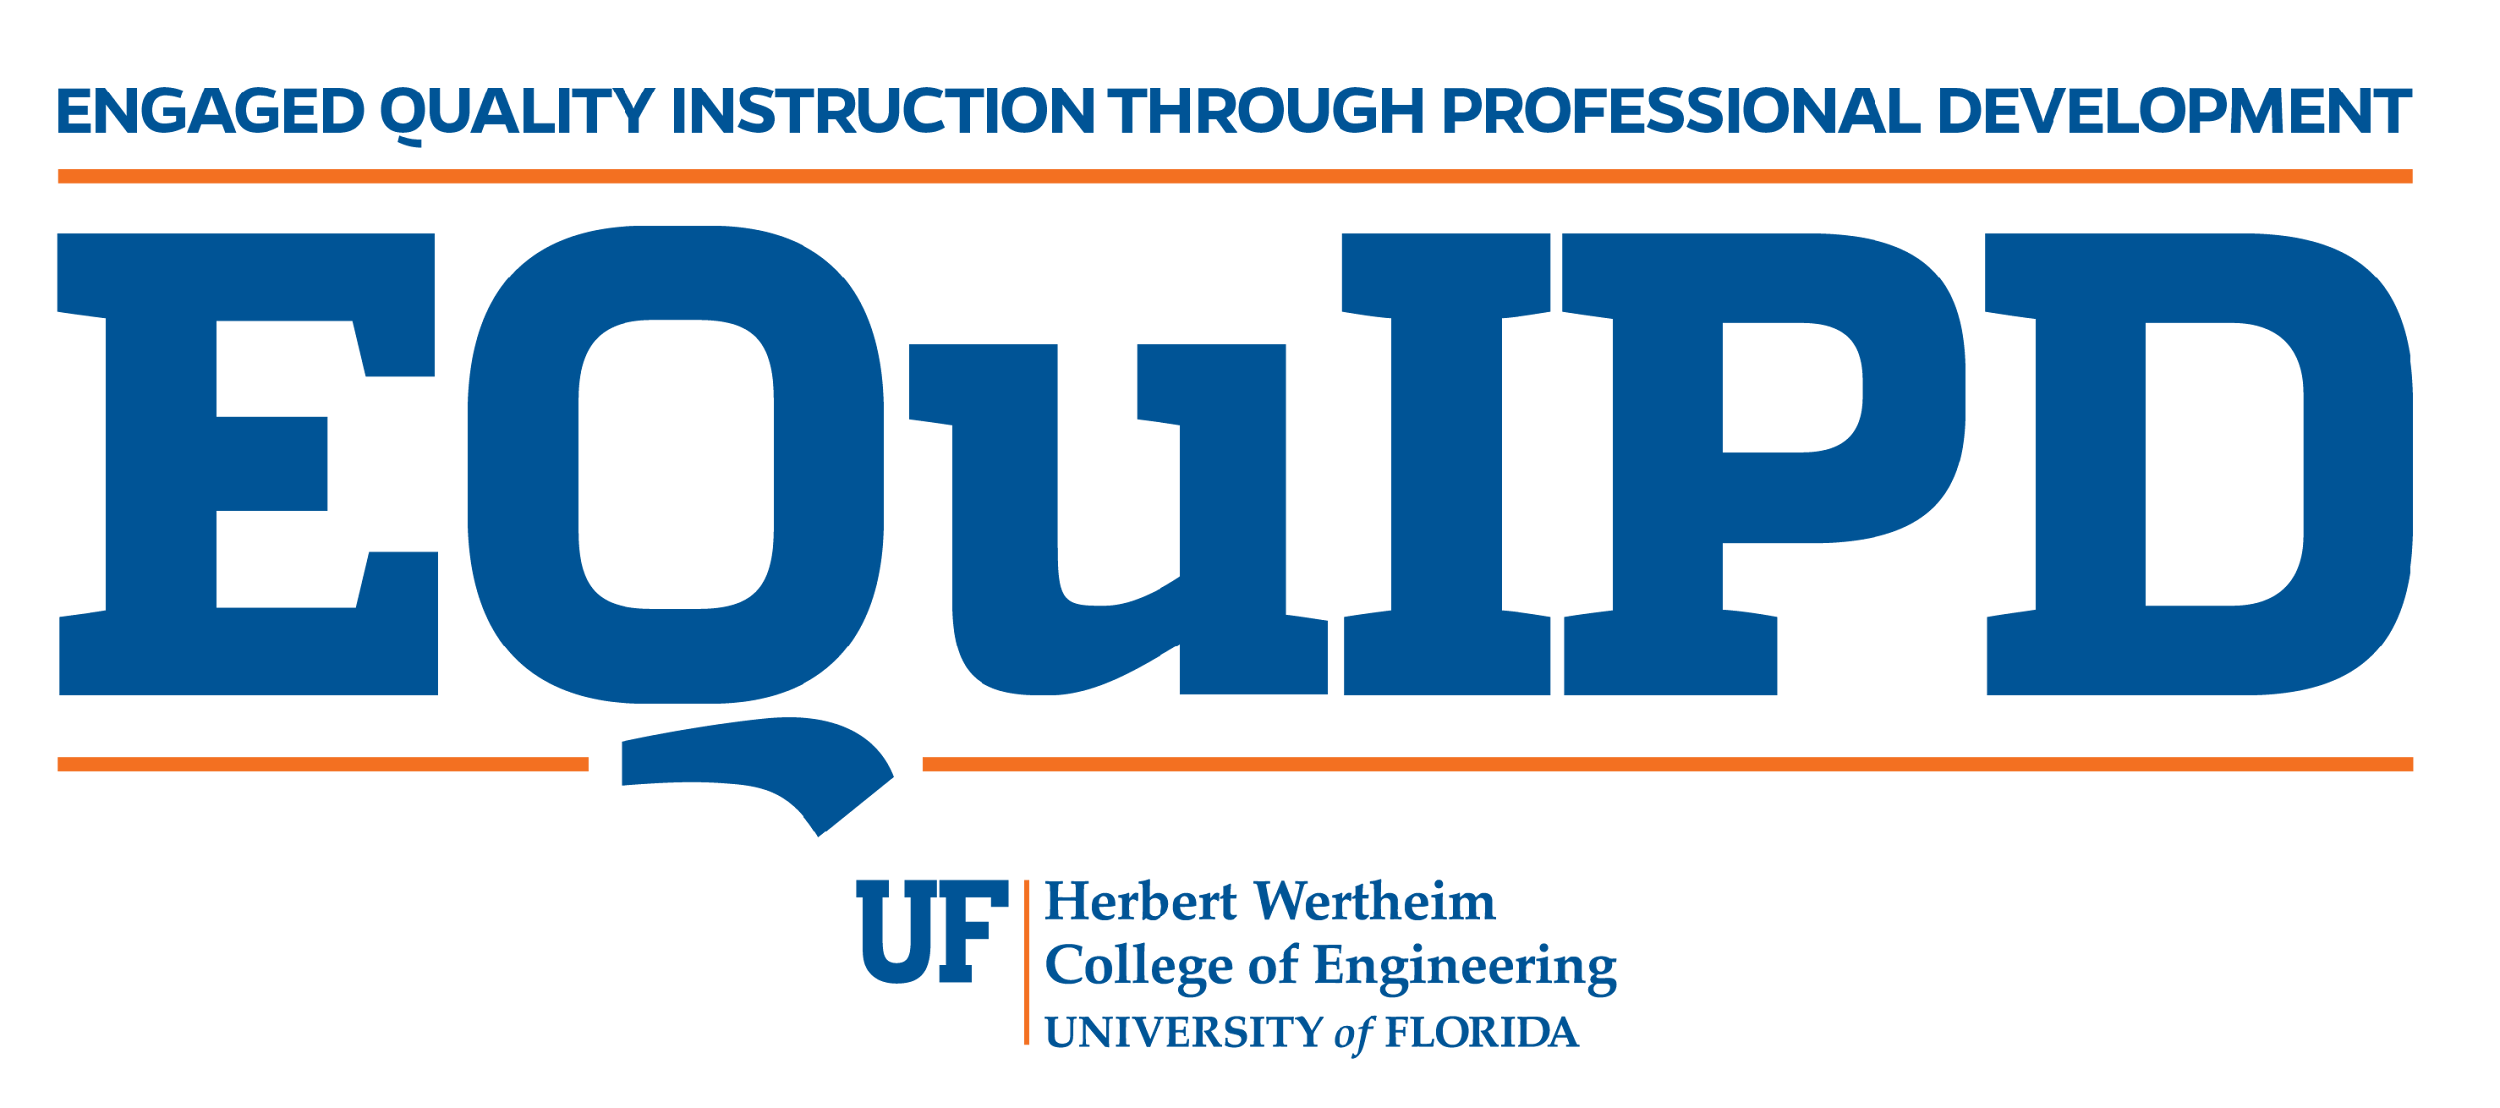 ENGAGED QUALITY INSTRUCTION THROUGH PROFESSIONAL DEVELOPMENT
EQuIPD
UF
Herbert Wertheim
College of Engineering
UNIVERSITY of FLORIDA